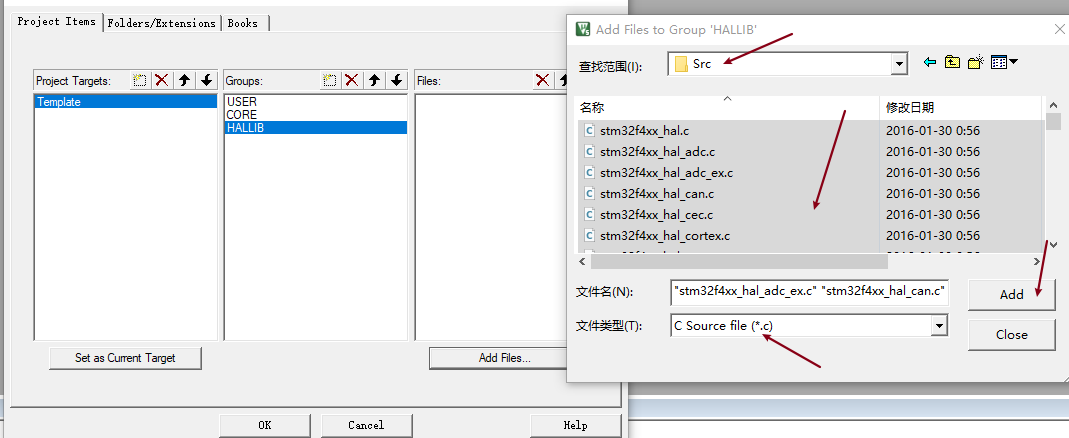 Project Items
Folders/Extensions
Books
Project Targets:
Groups:
Files:
Template
USER
CORE
HALLIB
Set as Current Target
Add Files...
OK
Cancel
Help
Add Files to Group 'HALLIB'
查找范围(I):
Src
名称
修改日期
stm32f4xx_hal.c 2016-01-30 0:56
stm32f4xx_hal_adc.c 2016-01-30 0:56
stm32f4xx_hal_adc_ex.c 2016-01-30 0:56
stm32f4xx_hal_can.c 2016-01-30 0:56
stm32f4xx_hal_cec.c 2016-01-30 0:56
stm32f4xx_hal_cortex.c 2016-01-30 0:56
文件名(N):
"stm32f4xx_hal_adc_ex.c" "stm32f4xx_hal_can.c"
Add
文件类型(T):
C Source file (*.c)
Close